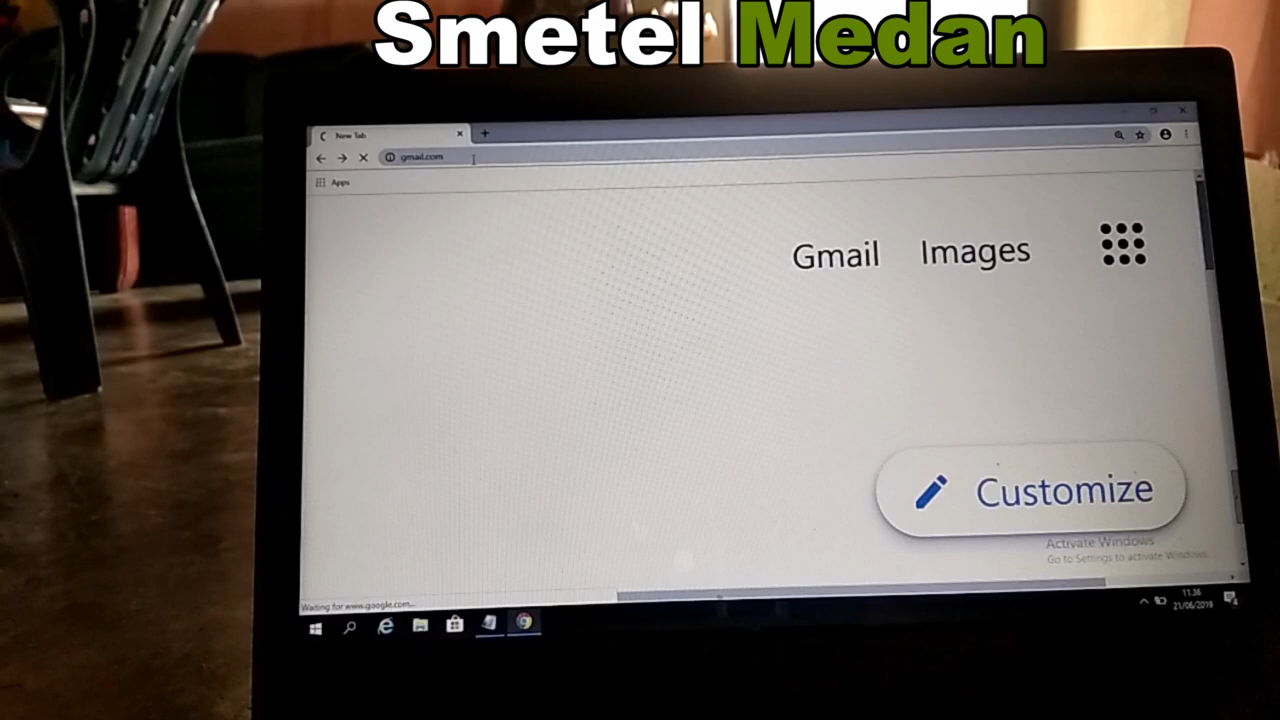 Smetel Medan
New Tab
gmail.com
Apps
Gmail Images
Customize
Activate Windows
Go to Settings to activate Windows.
Waiting for www.google.com...
11.36
21/06/2019